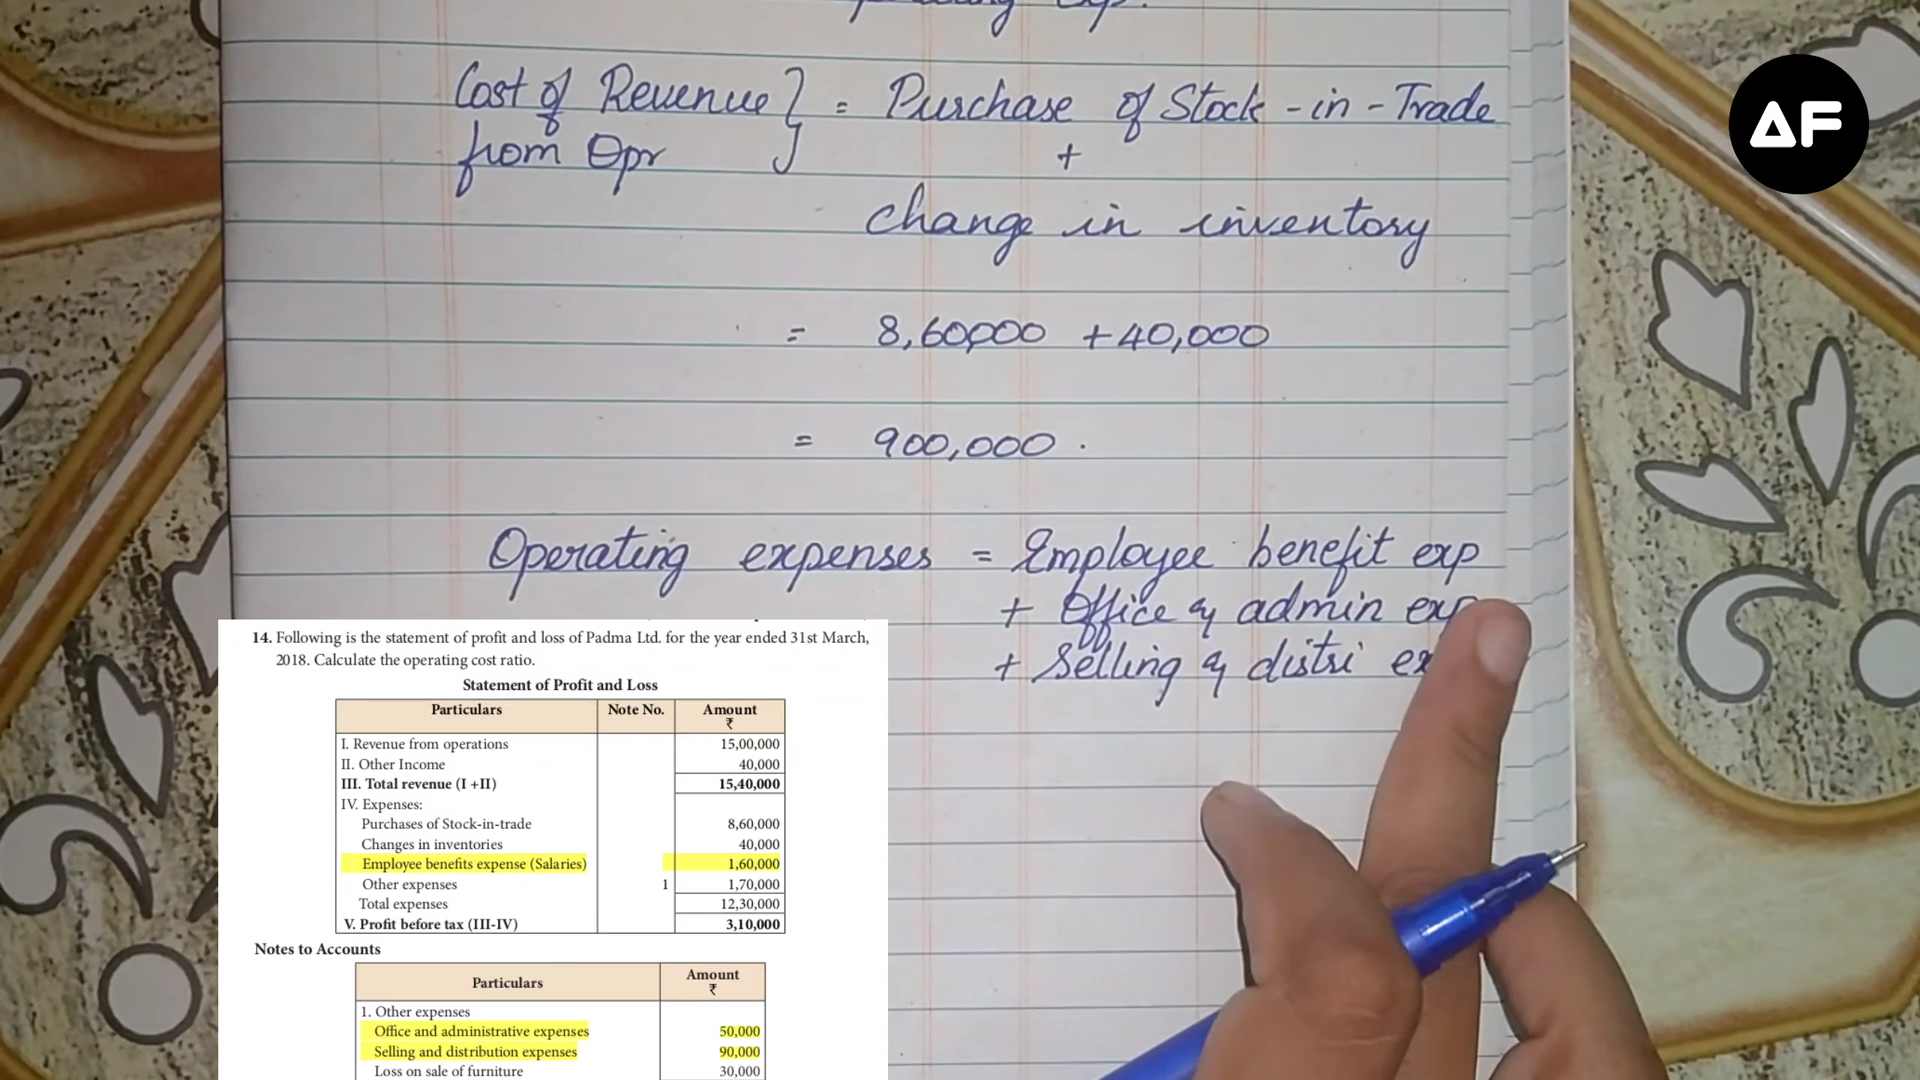 Cost of Revenue } = Purchase of Stock-in-Trade
from Opr +
change in inventory
= 8,60,000 + 40,000
= 900,000.
Operating expenses = Employee benefit exp
+ Office & admin exp
+ Selling & distri
AF
14. Following is the statement of profit and loss of Padma Ltd. for the year ended 31st March,
2018. Calculate the operating cost ratio.
Statement of Profit and Loss
Particulars Note No. Amount
₹
I. Revenue from operations 15,00,000
II. Other Income 40,000
III. Total revenue (I +II) 15,40,000
IV. Expenses:
Purchases of Stock-in-trade 8,60,000
Changes in inventories 40,000
Employee benefits expense (Salaries) 1,60,000
Other expenses 1 1,70,000
Total expenses 12,30,000
V. Profit before tax (III-IV) 3,10,000
Notes to Accounts
Particulars Amount
₹
1. Other expenses
Office and administrative expenses 50,000
Selling and distribution expenses 90,000
Loss on sale of furniture 30,000